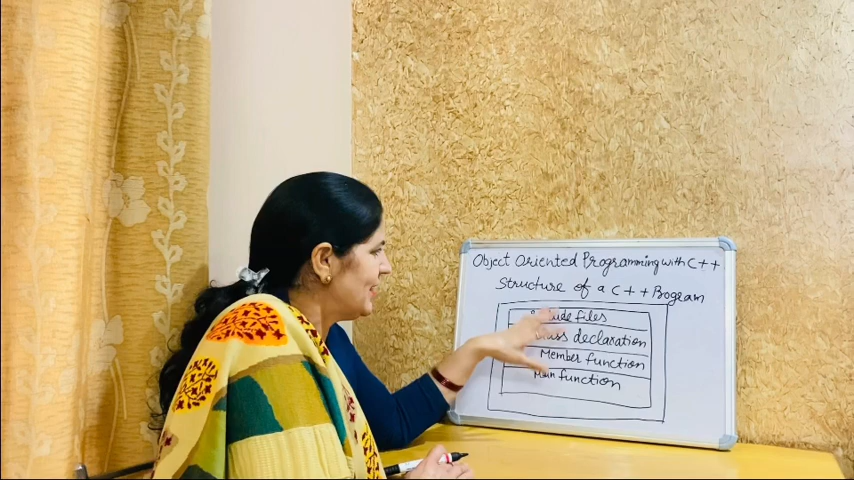 Object Oriented Programming with C++
Structure of a C++ Program
files
declaration
Member function
Main function